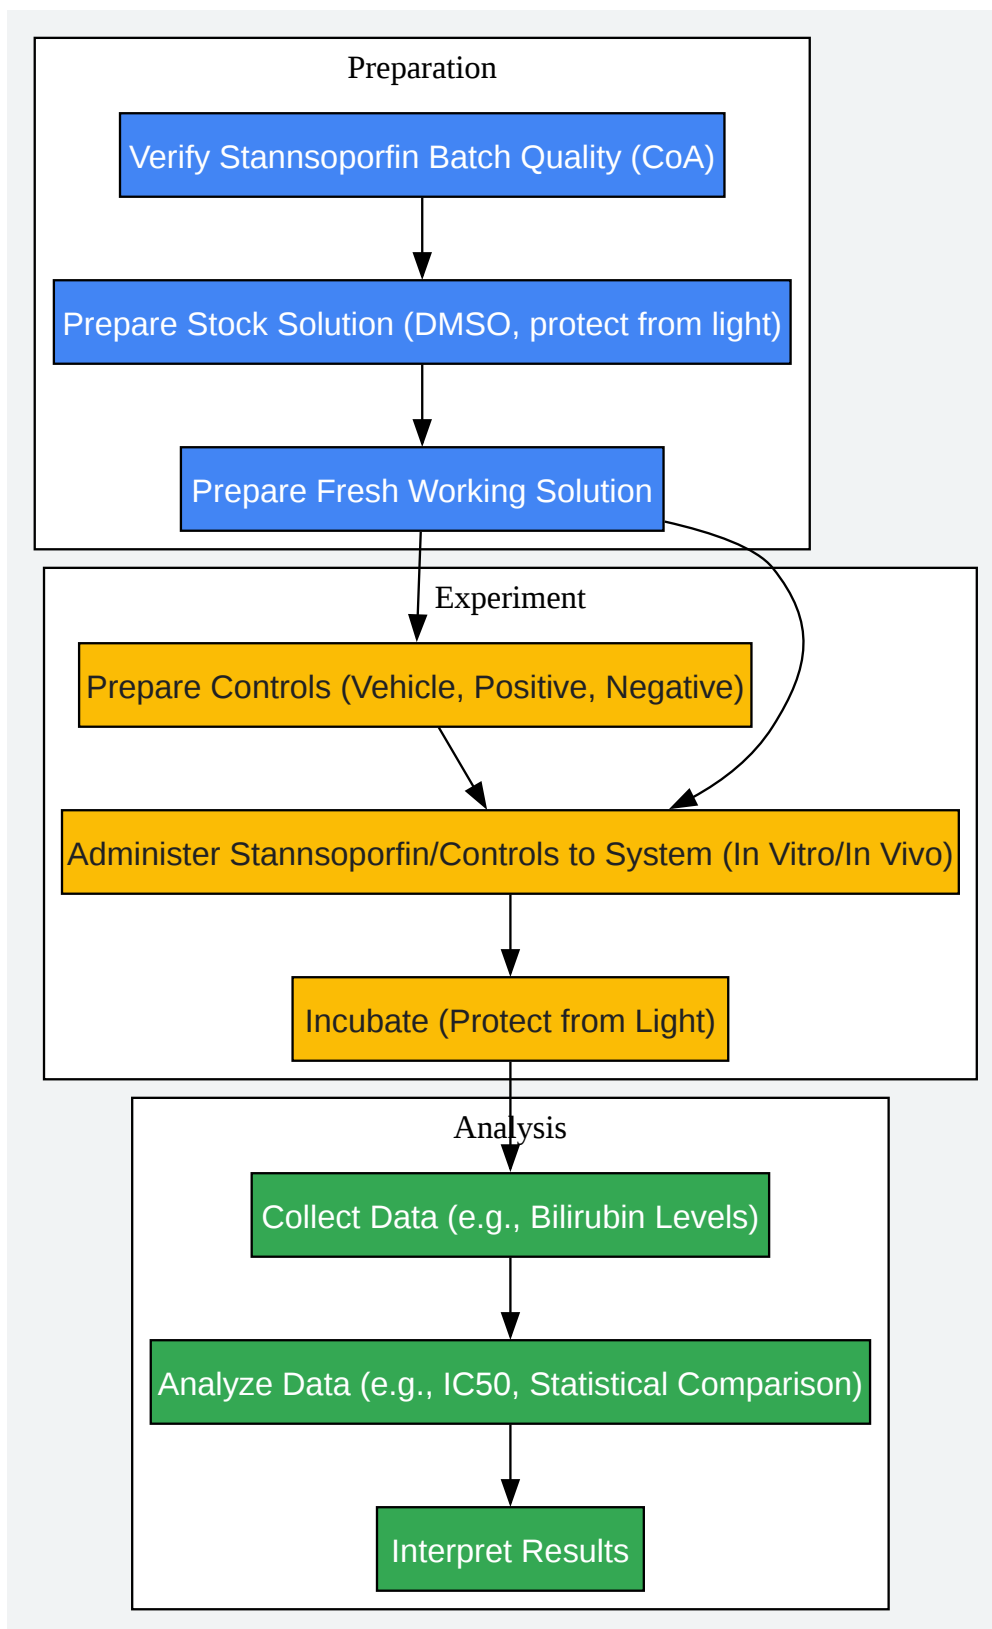 Preparation
Verify Stannsoporfin Batch Quality (CoA)
Prepare Stock Solution (DMSO, protect from light)
Prepare Fresh Working Solution
Experiment
Prepare Controls (Vehicle, Positive, Negative)
Administer Stannsoporfin/Controls to System (In Vitro/In Vivo)
Incubate (Protect from Light)
Analysis
Collect Data (e.g., Bilirubin Levels)
Analyze Data (e.g., IC50, Statistical Comparison)
Interpret Results